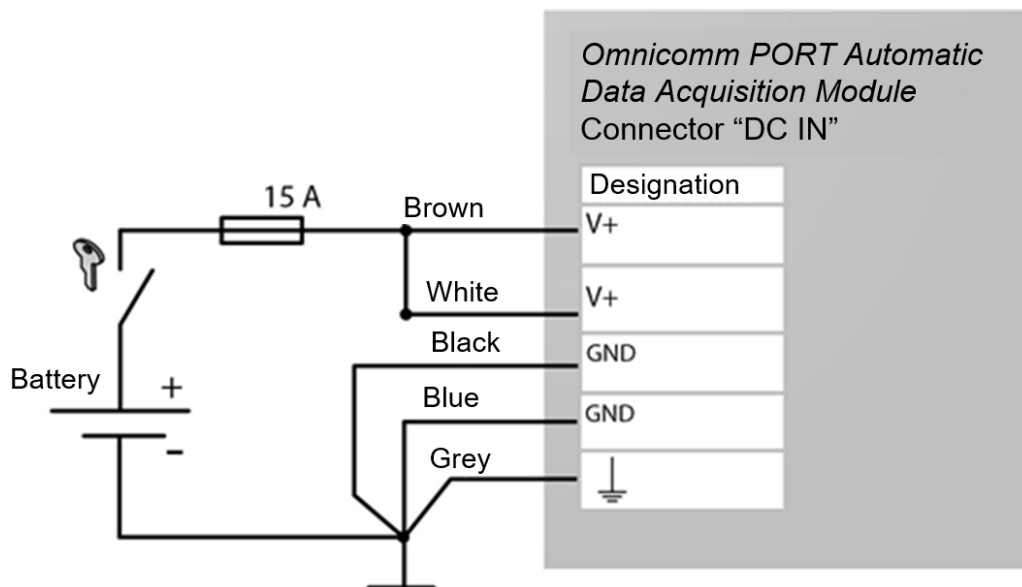 Omnicomm PORT Automatic
Data Acquisition Module
Connector “DC IN”
Designation
15 A
Brown
V+
White
V+
Black
GND
Battery
+
Blue
GND
-
Grey